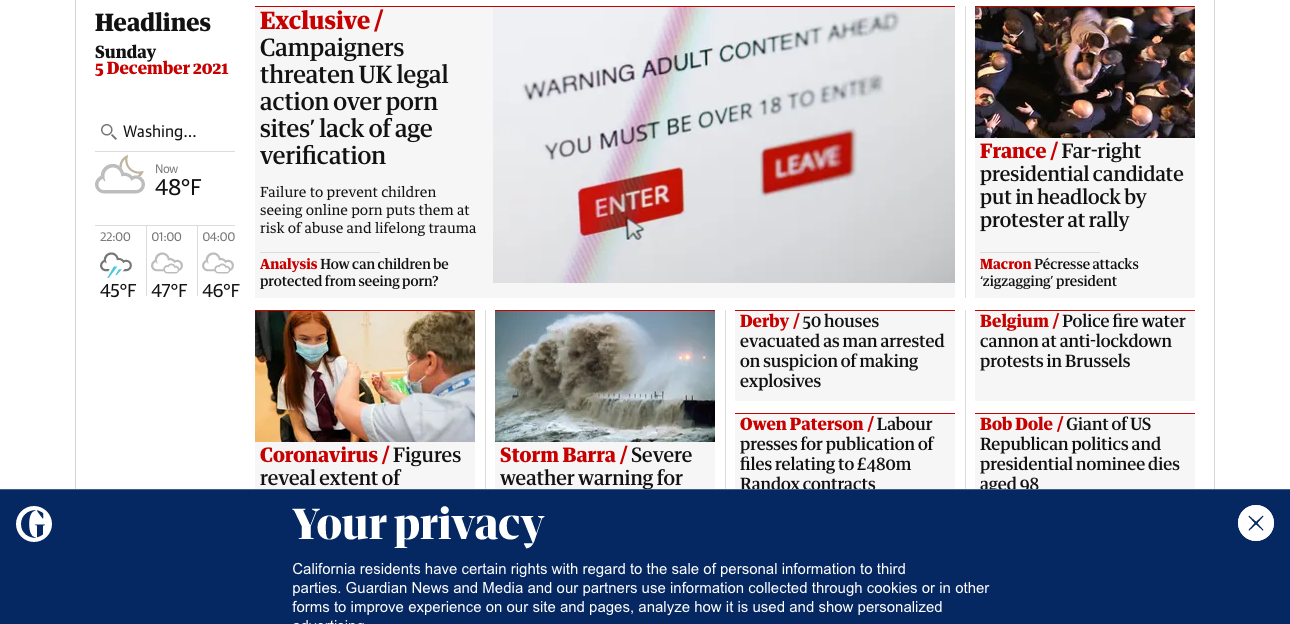 Headlines
Sunday
5 December 2021
Washing...
Now
48°F
22:00
01:00
04:00
45°F
47°F
46°F
Exclusive /
Campaigners
threaten UK legal
action over porn
sites’ lack of age
verification
Failure to prevent children
seeing online porn puts them at
risk of abuse and lifelong trauma
Analysis How can children be
protected from seeing porn?
WARNING ADULT CONTENT AHEAD
YOU MUST BE OVER 18 TO ENTER
ENTER
LEAVE
France / Far-right
presidential candidate
put in headlock by
protester at rally
Macron Pécresse attacks
‘zigzagging’ president
Coronavirus / Figures
reveal extent of
Storm Barra / Severe
weather warning for
Derby / 50 houses
evacuated as man arrested
on suspicion of making
explosives
Owen Paterson / Labour
presses for publication of
files relating to £480m
Randox contracts
Belgium / Police fire water
cannon at anti-lockdown
protests in Brussels
Bob Dole / Giant of US
Republican politics and
presidential nominee dies
aged 98
Your privacy
California residents have certain rights with regard to the sale of personal information to third
parties. Guardian News and Media and our partners use information collected through cookies or in other
forms to improve experience on our site and pages, analyze how it is used and show personalized
advertising.